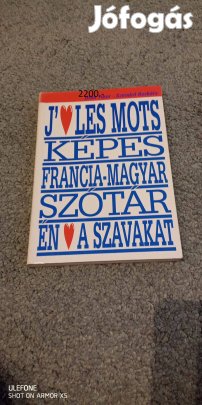 Jófogás
2200
J'❤LES MOTS
KÉPES
FRANCIA-MAGYAR
SZÓTÁR
ÉN❤A SZAVAKAT
ULEFONE
SHOT ON ARMOR X5